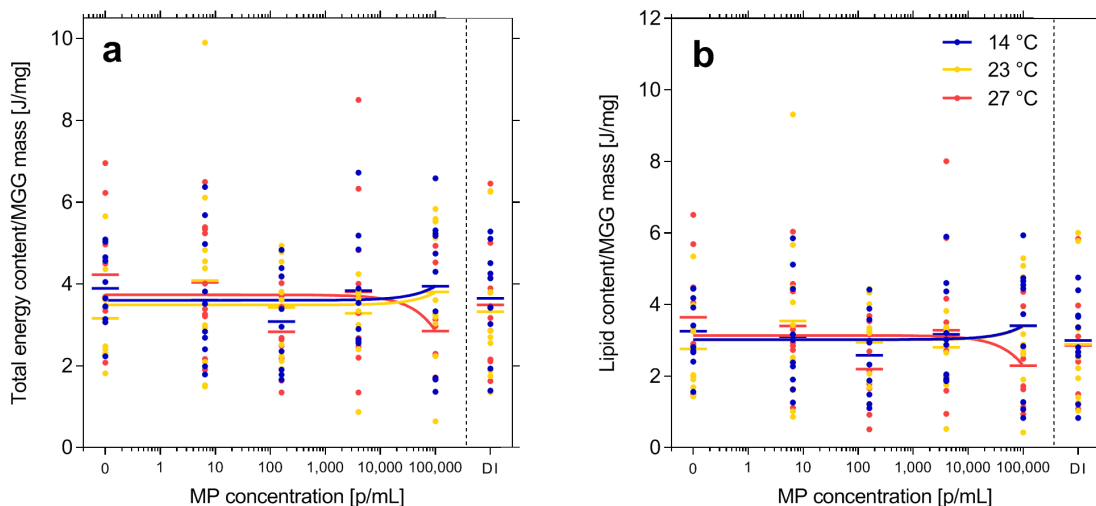 a
Total energy content/MGG mass [J/mg]
10
8
6
4
2
0
0 1 10 100 1,000 10,000 100,000 DI
MP concentration [p/mL]
b
14 °C
23 °C
27 °C
Lipid content/MGG mass [J/mg]
12
10
8
6
4
2
0
0 1 10 100 1,000 10,000 100,000 DI
MP concentration [p/mL]